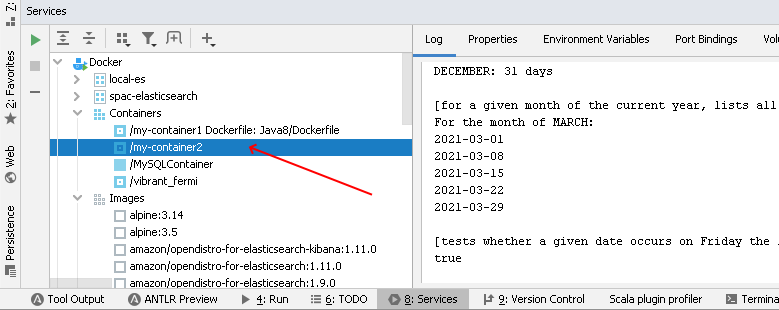 Services
Z:
2: Favorites
Web
Persistence
Docker
local-es
spac-elasticsearch
Containers
/my-container1 Dockerfile: Java8/Dockerfile
/my-container2
/MySQLContainer
/vibrant_fermi
Images
alpine:3.14
alpine:3.5
amazon/opendistro-for-elasticsearch-kibana:1.11.0
amazon/opendistro-for-elasticsearch:1.11.0
amazon/opendistro-for-elasticsearch:1.9.0
Log Properties Environment Variables Port Bindings Volu
DECEMBER: 31 days
[for a given month of the current year, lists all
For the month of MARCH:
2021-03-01
2021-03-08
2021-03-15
2021-03-22
2021-03-29
[tests whether a given date occurs on Friday the
true
Tool Output ANTLR Preview 4: Run 6: TODO 8: Services 9: Version Control Scala plugin profiler Termi